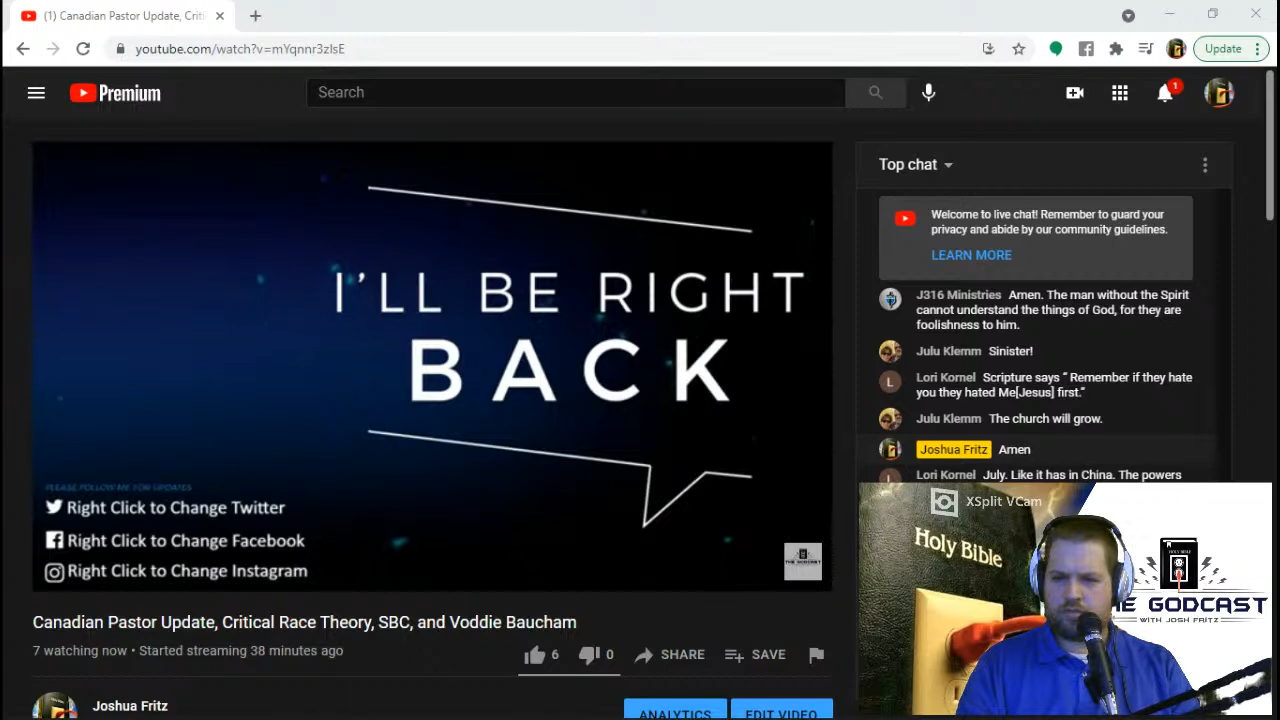 (1) Canadian Pastor Update, Criti
youtube.com/watch?v=mYqnnr3zlsE
Update
Premium
Search
1
Top chat
Welcome to live chat! Remember to guard your
privacy and abide by our community guidelines.
LEARN MORE
J316 Ministries Amen. The man without the Spirit
cannot understand the things of God, for they are
foolishness to him.
Julu Klemm Sinister!
L Lori Kornel Scripture says “ Remember if they hate
you they hated Me[Jesus] first.”
Julu Klemm The church will grow.
Joshua Fritz Amen
Lori Kornel July. Like it has in China. The powers
I'LL BE RIGHT
BACK
PLEASE FOLLOW ME FOR UPDATES
Right Click to Change Twitter
Right Click to Change Facebook
Right Click to Change Instagram
THE GODCAST
XSplit VCam
Holy Bible
HOLY BIBLE
HE GODCAST
WITH JOSH FRITZ
Canadian Pastor Update, Critical Race Theory, SBC, and Voddie Baucham
7 watching now • Started streaming 38 minutes ago
6
0
SHARE
SAVE
Joshua Fritz
ANALYTICS
EDIT VIDEO